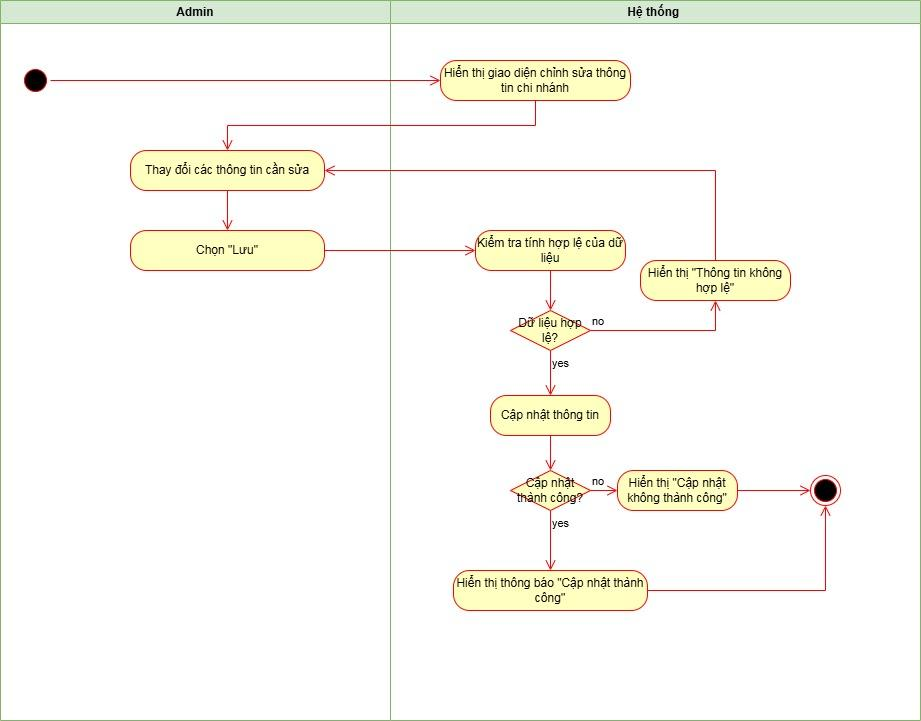 Admin
Hệ thống
Hiển thị giao diện chỉnh sửa thông
tin chi nhánh
Thay đổi các thông tin cần sửa
Chọn "Lưu"
Kiểm tra tính hợp lệ của dữ
liệu
Hiển thị "Thông tin không
hợp lệ"
Dữ liệu hợp
lệ?
no
yes
Cập nhật thông tin
Cập nhật
thành công?
no
Hiển thị "Cập nhật
không thành công"
yes
Hiển thị thông báo "Cập nhật thành
công"